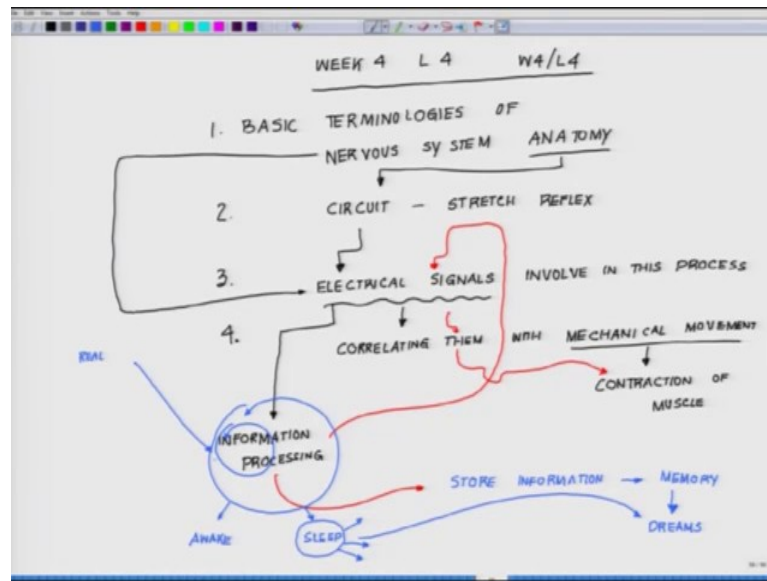 WEEK 4 L 4 W4/L4
1. BASIC TERMINOLOGIES OF
NERVOUS SYSTEM ANATOMY
2. CIRCUIT - STRETCH REFLEX
3. ELECTRICAL SIGNALS INVOLVE IN THIS PROCESS
4. CORRELATING THEM WITH MECHANICAL MOVEMENT
REAL
CONTRACTION OF
MUSCLE
INFORMATION
PROCESSING
STORE INFORMATION → MEMORY
AWAKE
SLEEP
DREAMS